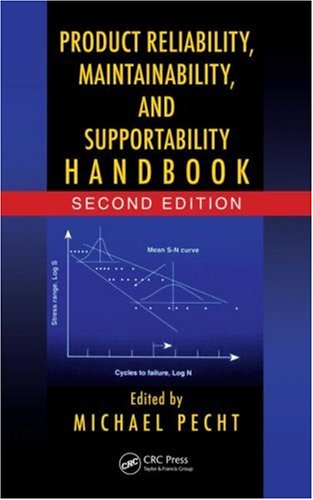 PRODUCT RELIABILITY,
MAINTAINABILITY,
AND
SUPPORTABILITY
HANDBOOK
SECOND EDITION
Mean S-N curve
Stress range, Log S
Cycles to failure, Log N
Edited by
MICHAEL PECHT
CRC
CRC Press
Taylor & Francis Group